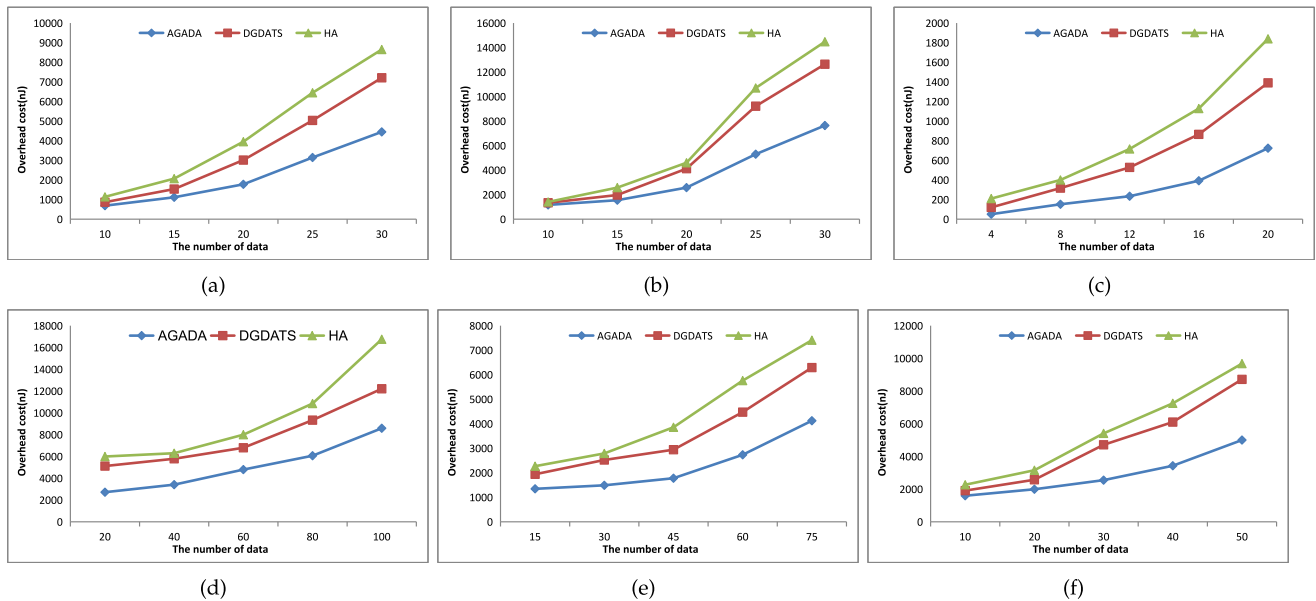 10000
9000
8000
7000
6000
5000
4000
3000
2000
1000
0
Overhead cost(nJ)
AGADA DGDATS HA
10 15 20 25 30
The number of data
(a)
16000
14000
12000
10000
8000
6000
4000
2000
0
Overhead cost(nJ)
AGADA DGDATS HA
10 15 20 25 30
The number of data
(b)
2000
1800
1600
1400
1200
1000
800
600
400
200
0
Overhead cost(nJ)
AGADA DGDATS HA
4 8 12 16 20
The number of data
(c)
18000
16000
14000
12000
10000
8000
6000
4000
2000
0
Overhead cost(nJ)
AGADA DGDATS HA
20 40 60 80 100
The number of data
(d)
8000
7000
6000
5000
4000
3000
2000
1000
0
Overhead cost(nJ)
AGADA DGDATS HA
15 30 45 60 75
The number of data
(e)
12000
10000
8000
6000
4000
2000
0
Overhead cost(nJ)
AGADA DGDATS HA
10 20 30 40 50
The number of data
(f)